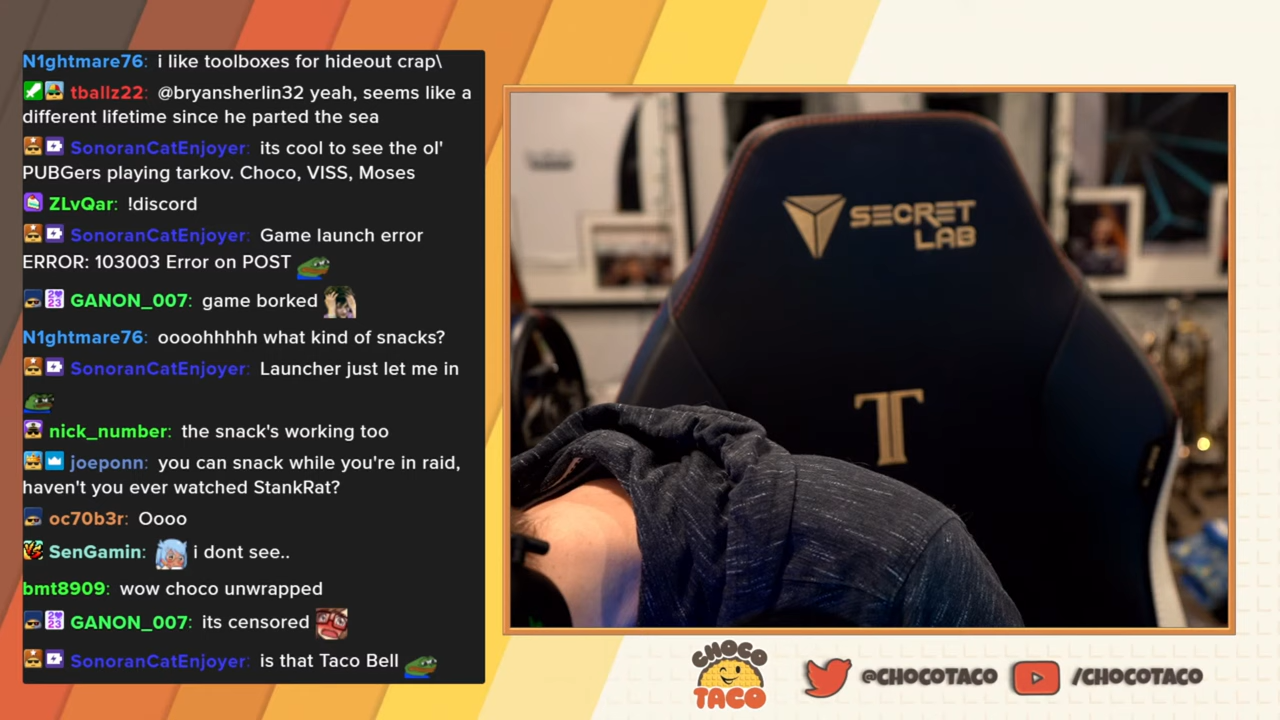 N1ghtmare76: i like toolboxes for hideout crap\
tballz22: @bryansherlin32 yeah, seems like a
different lifetime since he parted the sea
SonoranCatEnjoyer: its cool to see the ol'
PUBGers playing tarkov. Choco, VISS, Moses
ZLvQar: !discord
SonoranCatEnjoyer: Game launch error
ERROR: 103003 Error on POST
GANON_007: game borked
N1ghtmare76: oooohhhhh what kind of snacks?
SonoranCatEnjoyer: Launcher just let me in
nick_number: the snack's working too
joeponn: you can snack while you're in raid,
haven't you ever watched StankRat?
oc70b3r: Oooo
SenGamin: i dont see..
bmt8909: wow choco unwrapped
GANON_007: its censored
SonoranCatEnjoyer: is that Taco Bell
SECRET
LAB
T
CHOCO
TACO
@CHOCOTACO
/CHOCOTACO